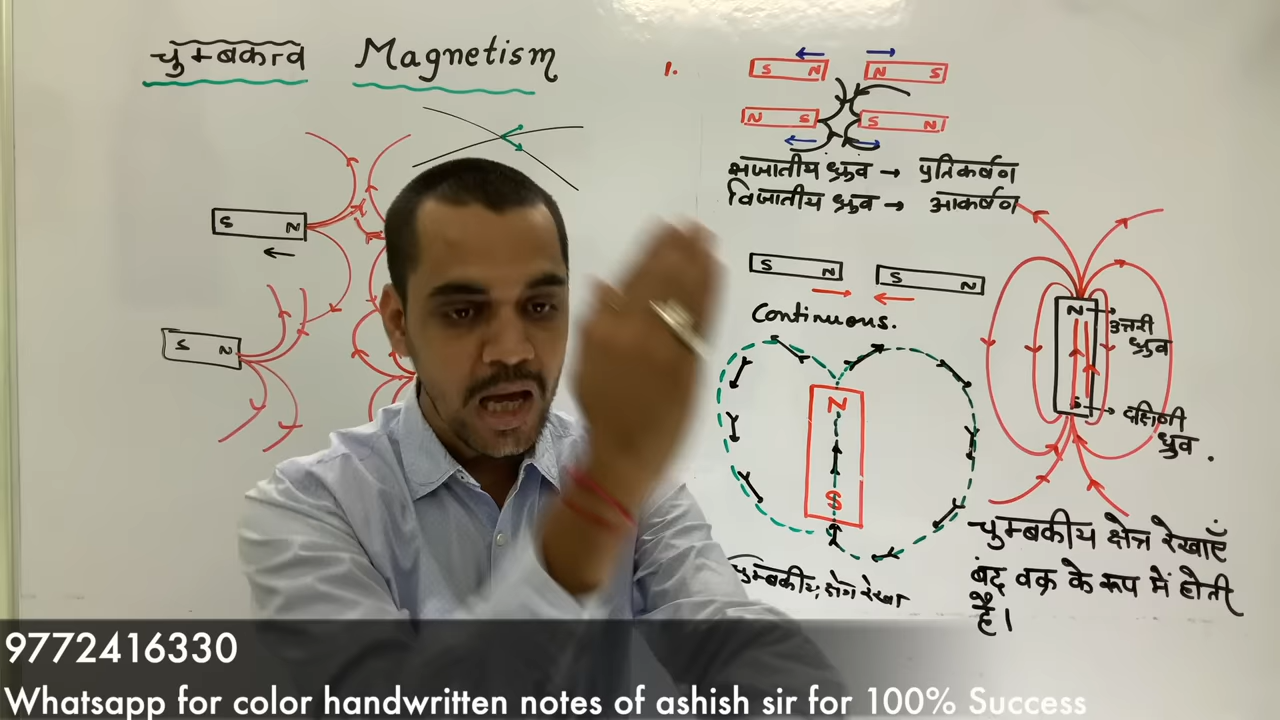 चुम्बकत्व Magnetism
1.
S N N S
N S S N
सजातीय ध्रुव → प्रतिकर्षण
विजातीय ध्रुव → आकर्षण
S N
S N
S N S N
Continuous.
N
S
N
उत्तरी
ध्रुव
S
दक्षिणी
ध्रुव.
चुम्बकीय क्षेत्र रेखा
चुम्बकीय क्षेत्र रेखाएँ
बंद वक्र के रूप में होती
है।
9772416330
Whatsapp for color handwritten notes of ashish sir for 100% Success